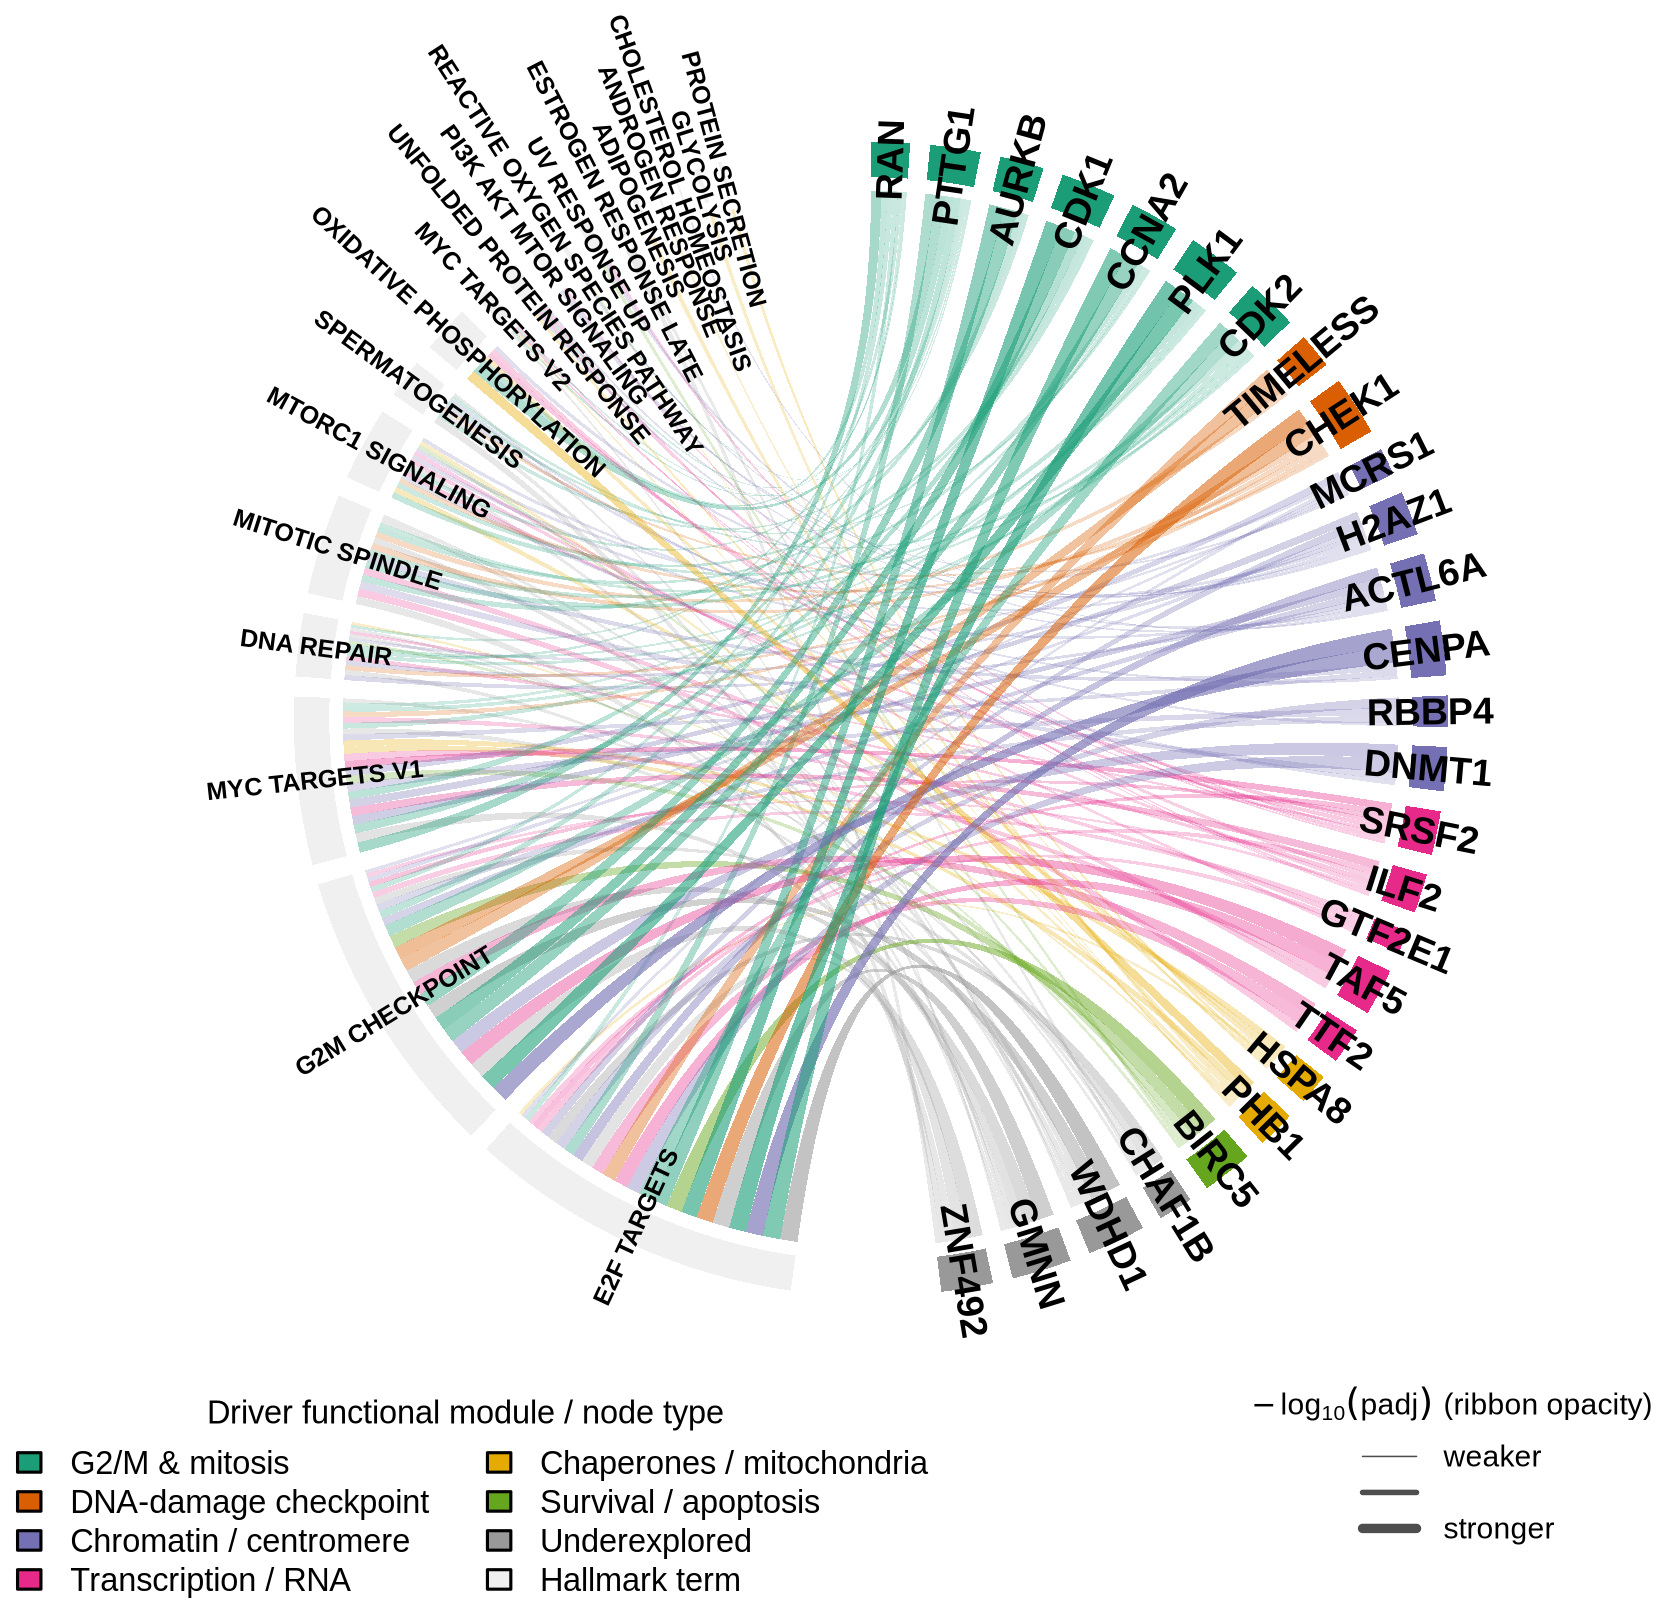 PROTEIN SECRETION
GLYCOLYSIS
CHOLESTEROL HOMEOSTASIS
ANDROGEN RESPONSE
ADIPOGENESIS
ESTROGEN RESPONSE LATE
UV RESPONSE UP
REACTIVE OXYGEN SPECIES PATHWAY
PI3K AKT MTOR SIGNALING
UNFOLDED PROTEIN RESPONSE
MYC TARGETS V2
OXIDATIVE PHOSPHORYLATION
SPERMATOGENESIS
MTORC1 SIGNALING
MITOTIC SPINDLE
DNA REPAIR
MYC TARGETS V1
G2M CHECKPOINT
E2F TARGETS
RAN
PTTG1
AURKB
CDK1
CCNA2
PLK1
CDK2
TIMELESS
CHEK1
MCRS1
H2AZ1
ACTL6A
CENPA
RBBP4
DNMT1
SRSF2
ILF2
GTF2E1
TAF5
TTF2
HSPA8
PHB1
BIRC5
CHAF1B
WDHD1
GMNN
ZNF492
Driver functional module / node type
G2/M & mitosis
DNA-damage checkpoint
Chromatin / centromere
Transcription / RNA
Chaperones / mitochondria
Survival / apoptosis
Underexplored
Hallmark term
−log10(padj) (ribbon opacity)
weaker
stronger